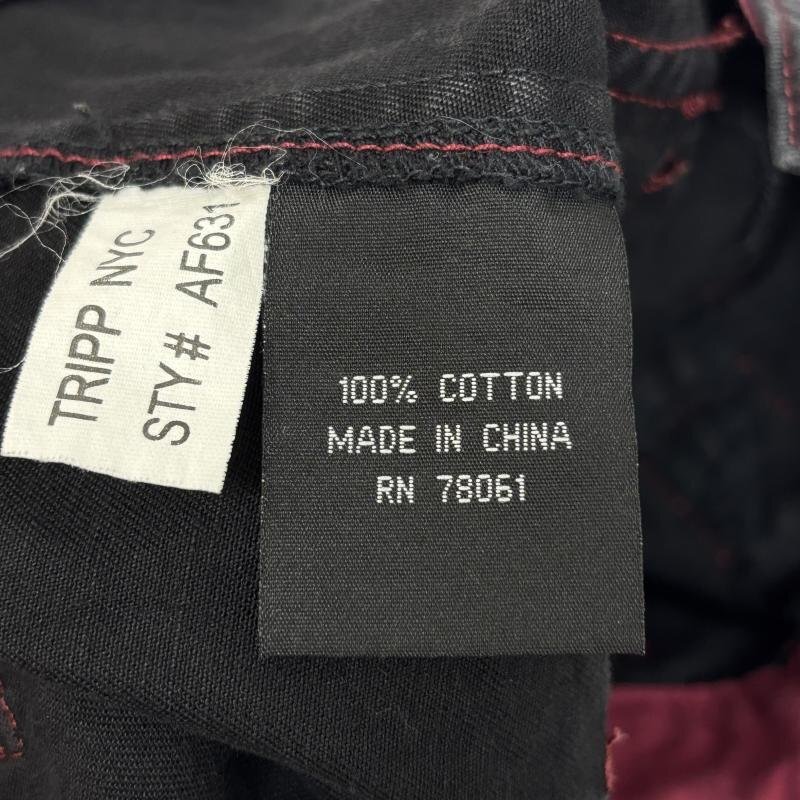 TRIPP NYC
STY# AF631
100% COTTON
MADE IN CHINA
RN 78061